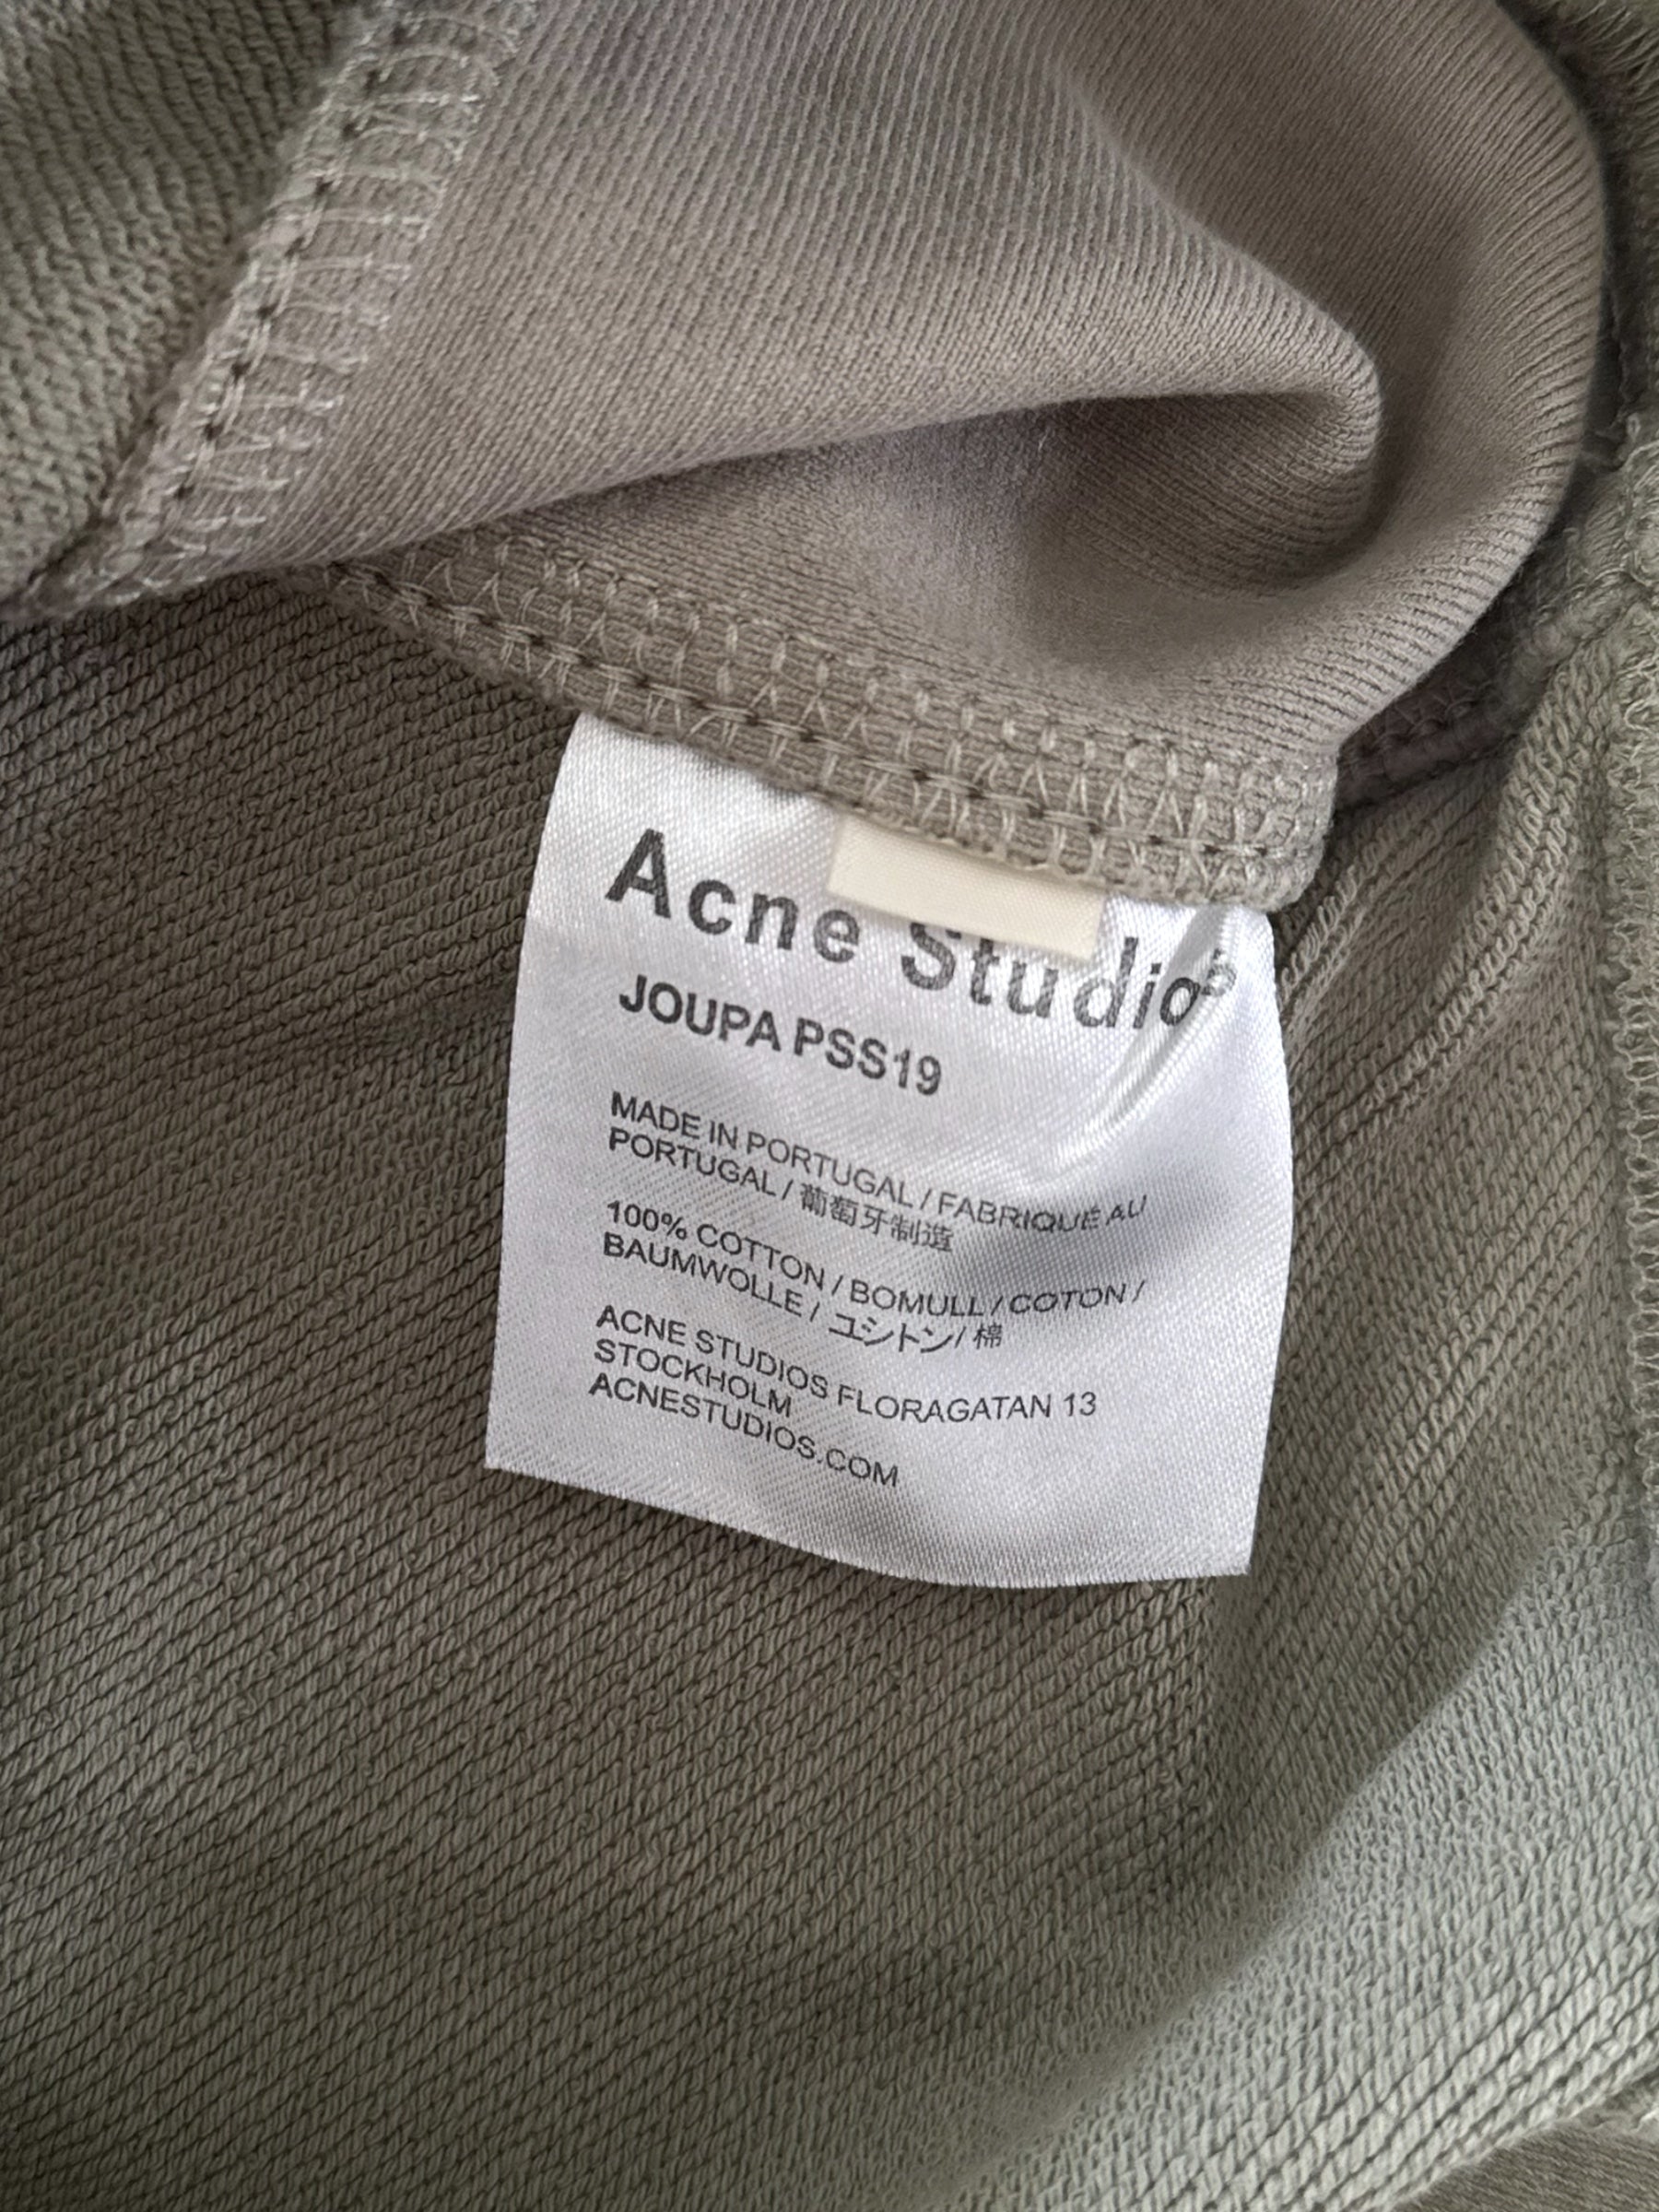 Acne Studios
JOUPA PSS19
MADE IN PORTUGAL / FABRIQUÉ AU
PORTUGAL / 葡萄牙制造
100% COTTON / BOMULL / COTON /
BAUMWOLLE / ユシトン / 棉
ACNE STUDIOS FLORAGATAN 13
STOCKHOLM
ACNESTUDIOS.COM